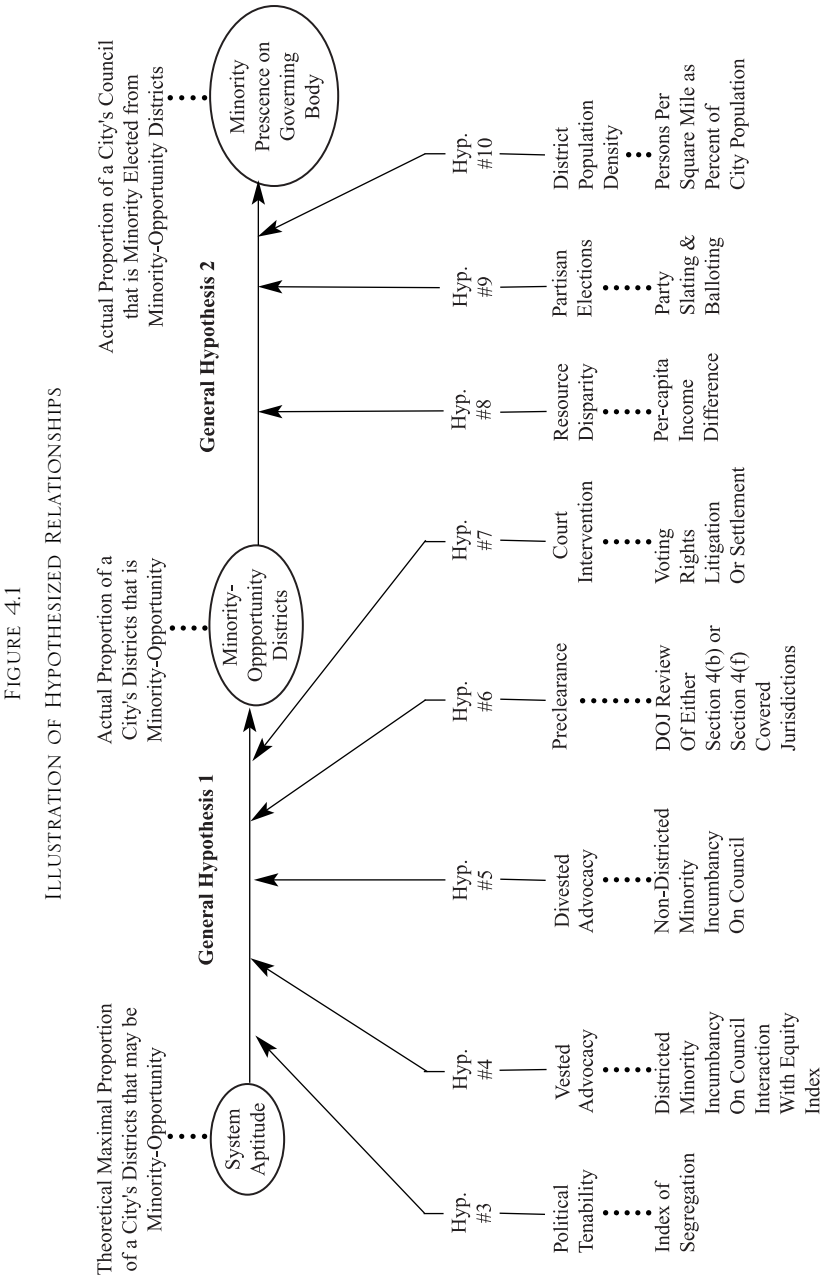 FIGURE 4.1
ILLUSTRATION OF HYPOTHESIZED RELATIONSHIPS
Theoretical Maximal Proportion
of a City's Districts that may be
Minority-Opportunity
Actual Proportion of a
City's Districts that is
Minority-Opportunity
Actual Proportion of a City's Council
that is Minority Elected from
Minority-Opportunity Districts
System
Aptitude
General Hypothesis 1
Minority-
Oppportunity
Districts
General Hypothesis 2
Minority
Prescence on
Governing
Body
Hyp.
#3
Political
Tenability
Index of
Segregation
Hyp.
#4
Vested
Advocacy
Districted
Minority
Incumbancy
On Council
Interaction
With Equity
Index
Hyp.
#5
Divested
Advocacy
Non-Districted
Minority
Incumbancy
On Council
Hyp.
#6
Preclearance
DOJ Review
Of Either
Section 4(b) or
Section 4(f)
Covered
Jurisdictions
Hyp.
#7
Court
Intervention
Voting
Rights
Litigation
Or Settlement
Hyp.
#8
Resource
Disparity
Per-capita
Income
Difference
Hyp.
#9
Partisan
Elections
Party
Slating &
Balloting
Hyp.
#10
District
Population
Density
Persons Per
Square Mile as
Percent of
City Population